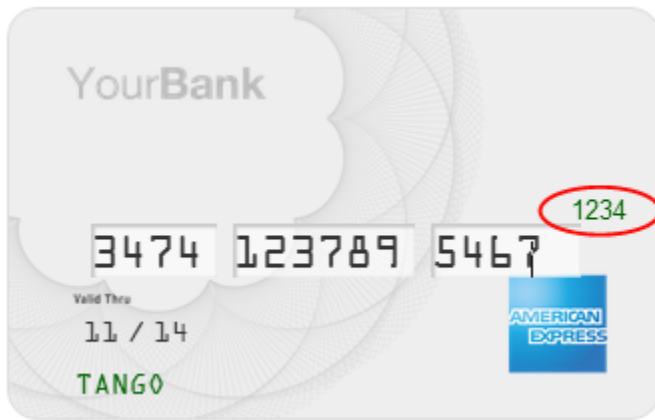 YourBank
1234
3474 123789 5467
Valid Thru
11 / 14
AMERICAN
EXPRESS
TANGO